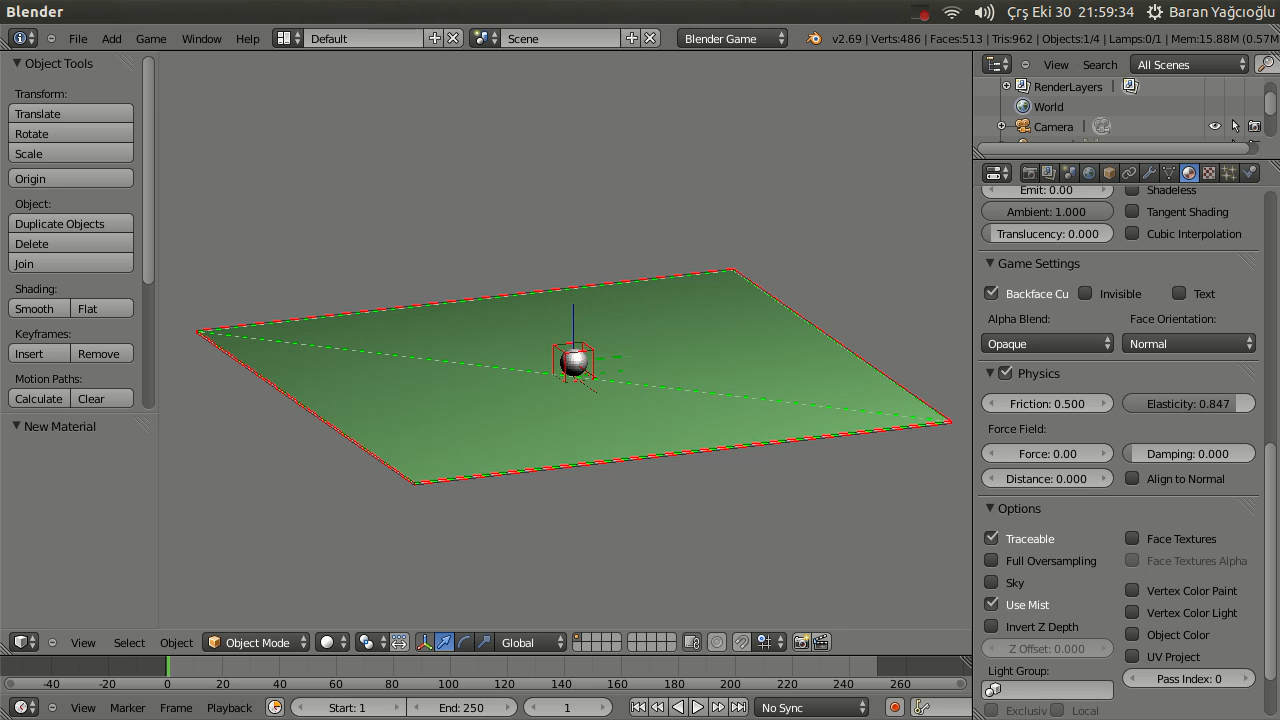 Blender
Çrş Eki 30 21:59:34 Baran Yağcıoğlu
File Add Game Window Help Default Scene Blender Game v2.69 | Verts:486 | Faces:513 | Tris:962 | Objects:1/4 | Lamps:0/1 | Mem:15.88M (0.57M
Object Tools
Transform:
Translate
Rotate
Scale
Origin
Object:
Duplicate Objects
Delete
Join
Shading:
Smooth Flat
Keyframes:
Insert Remove
Motion Paths:
Calculate Clear
New Material
View Search All Scenes
RenderLayers |
World
Camera |
Emit: 0.00 Shadeless
Ambient: 1.000 Tangent Shading
Translucency: 0.000 Cubic Interpolation
Game Settings
Backface Cu Invisible Text
Alpha Blend: Face Orientation:
Opaque Normal
Physics
Friction: 0.500 Elasticity: 0.847
Force Field:
Force: 0.00 Damping: 0.000
Distance: 0.000 Align to Normal
Options
Traceable Face Textures
Full Oversampling Face Textures Alpha
Sky Vertex Color Paint
Use Mist Vertex Color Light
Invert Z Depth Object Color
Z Offset: 0.000 UV Project
Light Group: Pass Index: 0
Exclusiv Local
View Select Object Object Mode Global
-40 -20 0 20 40 60 80 100 120 140 160 180 200 220 240 260
View Marker Frame Playback Start: 1 End: 250 1 No Sync